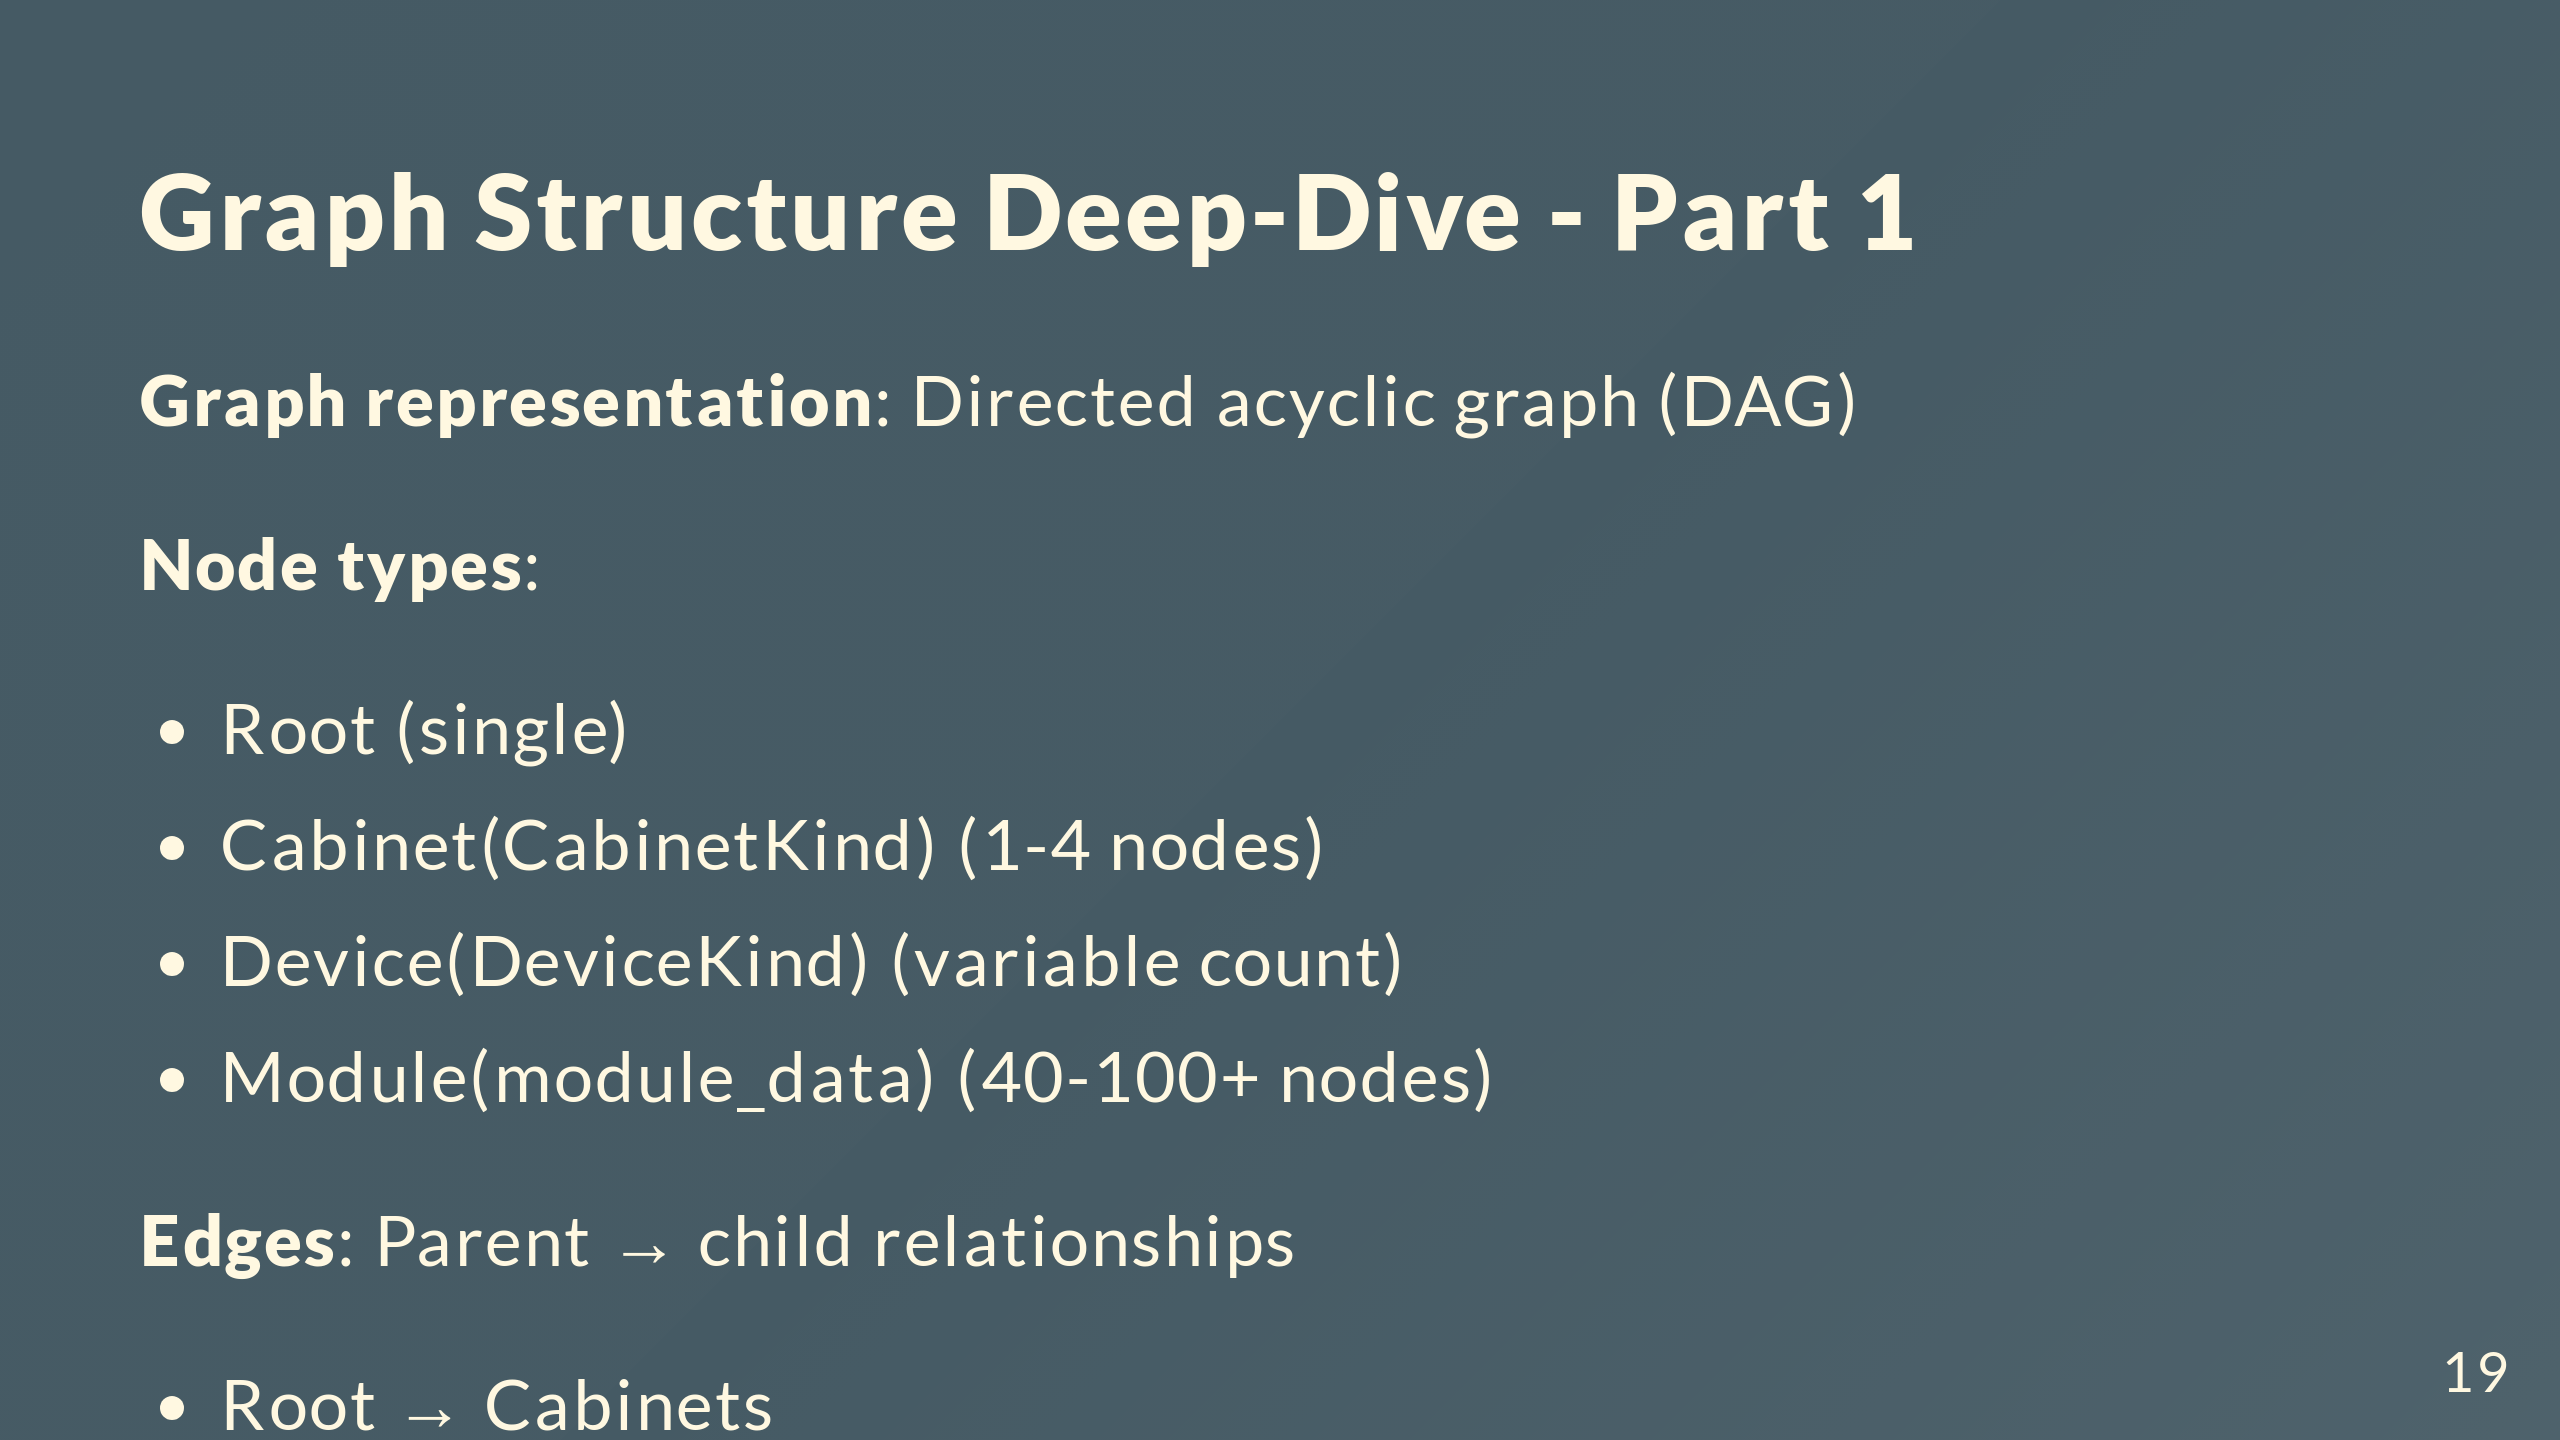 Graph Structure Deep-Dive - Part 1
Graph representation: Directed acyclic graph (DAG)
Node types:
• Root (single)
• Cabinet(CabinetKind) (1-4 nodes)
• Device(DeviceKind) (variable count)
• Module(module_data) (40-100+ nodes)
Edges: Parent → child relationships
• Root → Cabinets
19